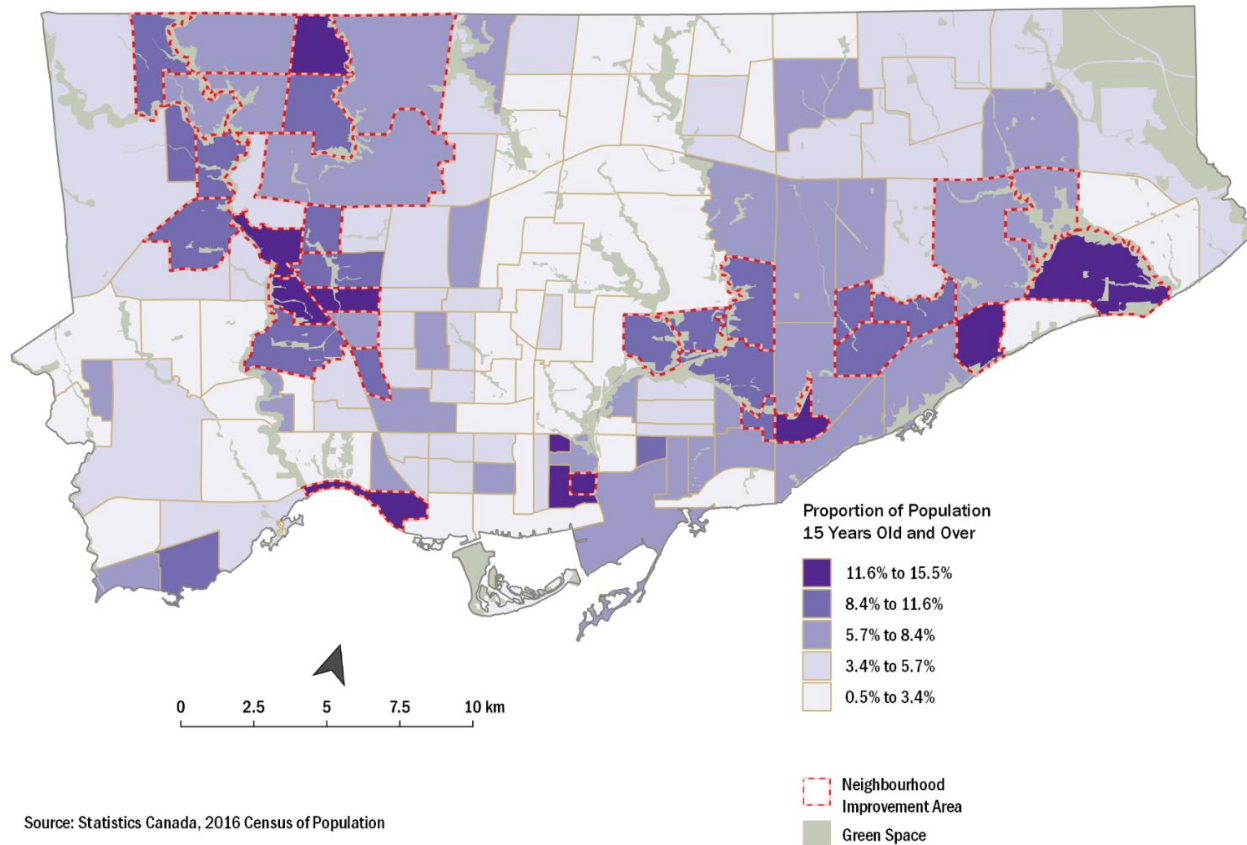 Proportion of Population
15 Years Old and Over
11.6% to 15.5%
8.4% to 11.6%
5.7% to 8.4%
3.4% to 5.7%
0.5% to 3.4%
0 2.5 5 7.5 10 km
Neighbourhood
Improvement Area
Green Space
Source: Statistics Canada, 2016 Census of Population